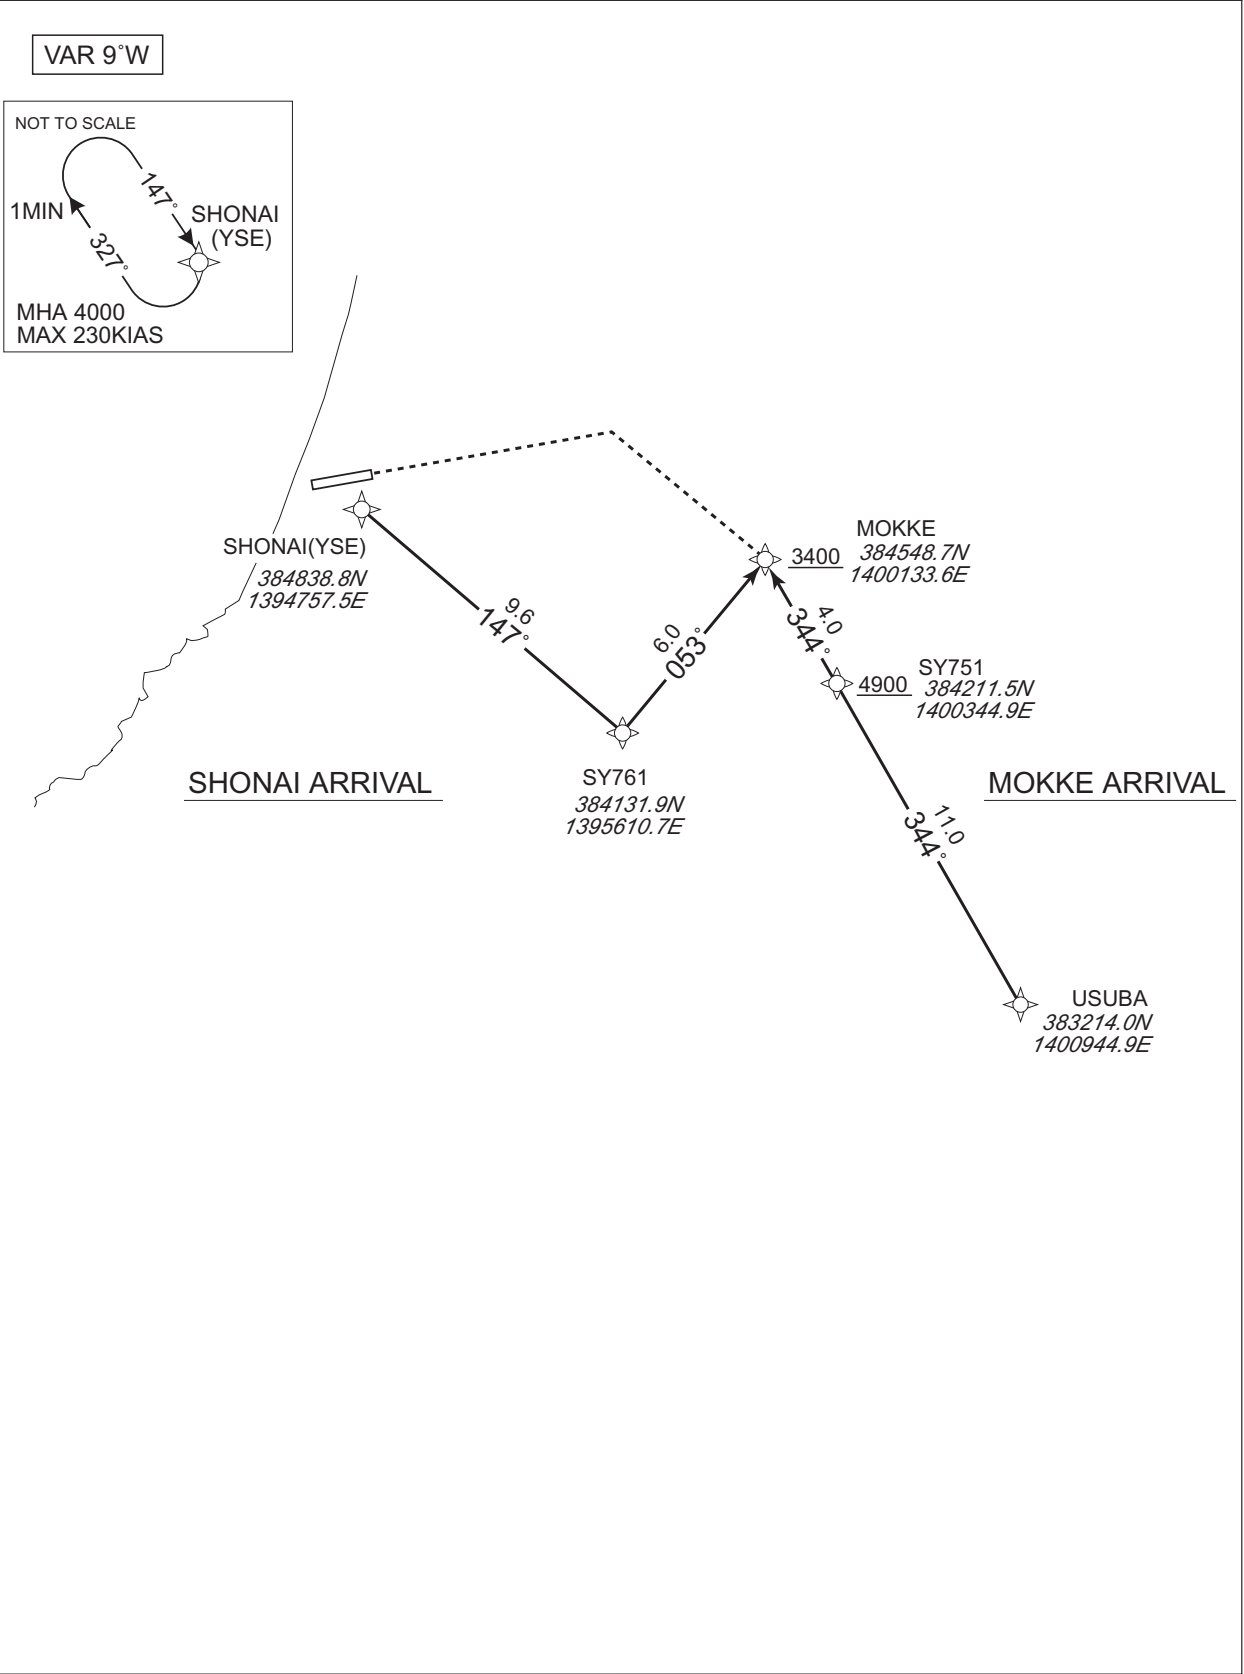 VAR 9°W
NOT TO SCALE
147°
1MIN
SHONAI
(YSE)
327°
MHA 4000
MAX 230KIAS
SHONAI(YSE)
384838.8N
1394757.5E
9.6
147°
6.0
053°
MOKKE
3400
384548.7N
1400133.6E
4.0
344°
SY751
4900
384211.5N
1400344.9E
SY761
384131.9N
1395610.7E
SHONAI ARRIVAL
MOKKE ARRIVAL
11.0
344°
USUBA
383214.0N
1400944.9E